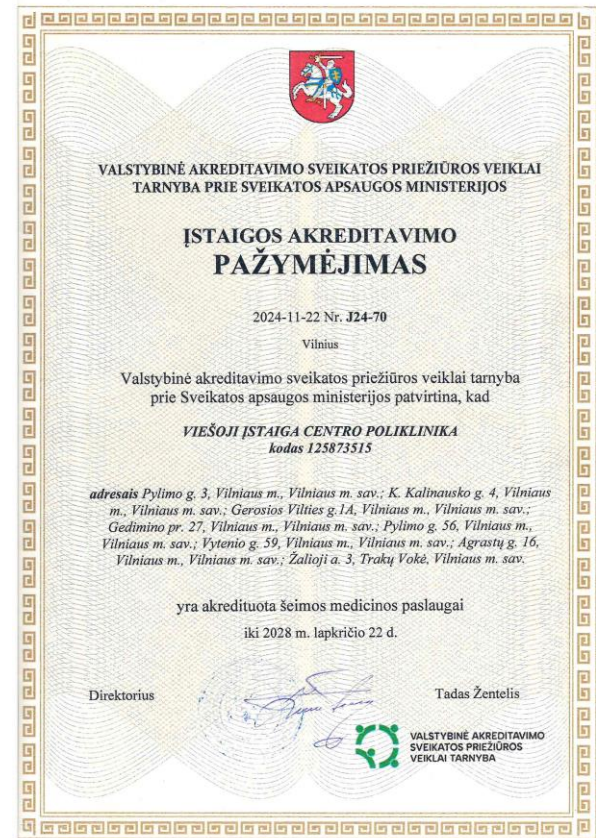 VALSTYBINĖ AKREDITAVIMO SVEIKATOS PRIEŽIŪROS VEIKLAI
TARNYBA PRIE SVEIKATOS APSAUGOS MINISTERIJOS
ĮSTAIGOS AKREDITAVIMO
PAŽYMĖJIMAS
2024-11-22 Nr. J24-70
Vilnius
Valstybinė akreditavimo sveikatos priežiūros veiklai tarnyba
prie Sveikatos apsaugos ministerijos patvirtina, kad
VIEŠOJI ĮSTAIGA CENTRO POLIKLINIKA
kodas 125873515
adresais Pylimo g. 3, Vilniaus m., Vilniaus m. sav.; K. Kalinausko g. 4, Vilniaus
m., Vilniaus m. sav.; Gerosios Vilties g.1A, Vilniaus m., Vilniaus m. sav.;
Gedimino pr. 27, Vilniaus m., Vilniaus m. sav.; Pylimo g. 56, Vilniaus m.,
Vilniaus m. sav.; Vytenio g. 59, Vilniaus m., Vilniaus m. sav.; Agrastų g. 16,
Vilniaus m., Vilniaus m. sav.; Žalioji a. 3, Trakų Vokė, Vilniaus m. sav.
yra akredituota šeimos medicinos paslaugai
iki 2028 m. lapkričio 22 d.
Direktorius
Tadas Žentelis
VALSTYBINĖ AKREDITAVIMO
SVEIKATOS PRIEŽIŪROS
VEIKLAI TARNYBA